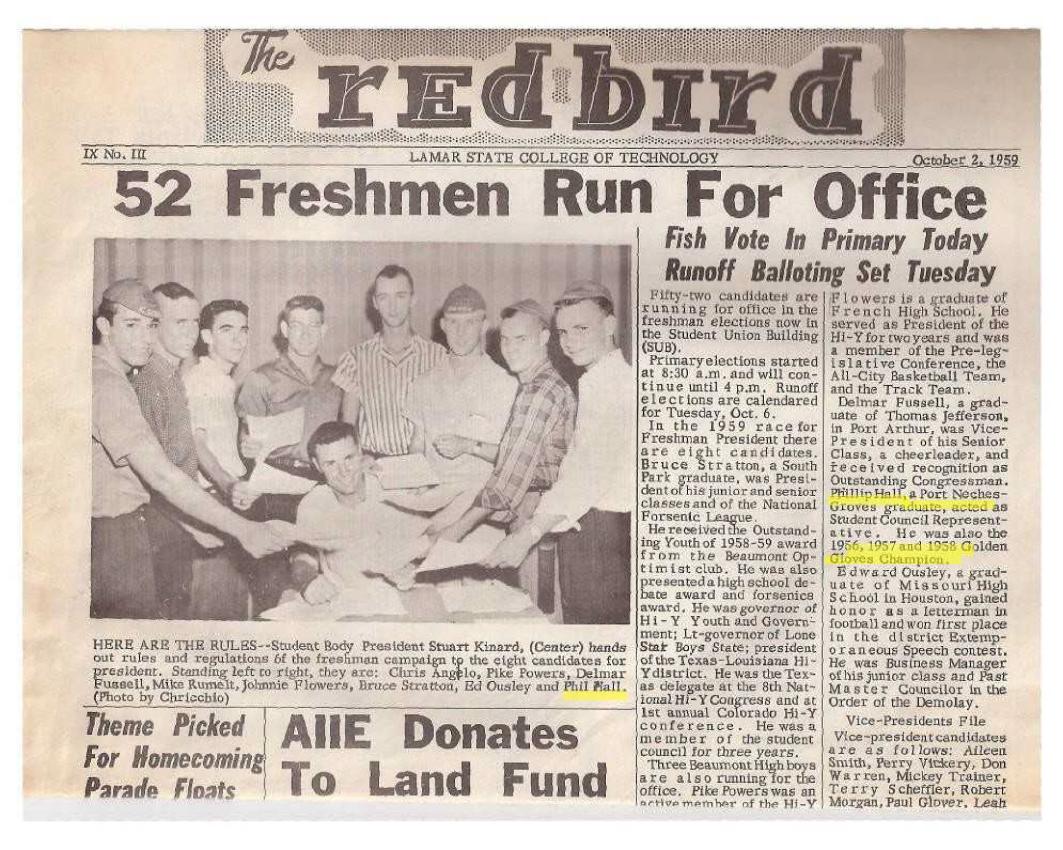 The
redbird
IX No. III LAMAR STATE COLLEGE OF TECHNOLOGY October 2, 1959
52 Freshmen Run For Office
HERE ARE THE RULES--Student Body President Stuart Kinard, (Center) hands
out rules and regulations of the freshman campaign to the eight candidates for
president. Standing left to right, they are: Chris Angelo, Pike Powers, Delmar
Fussell, Mike Rumelt, Johnnie Flowers, Bruce Stratton, Ed Ousley and Phil Hall.
(Photo by Chricchio)
Theme Picked
For Homecoming
Parade Floats
AIIE Donates
To Land Fund
Fish Vote In Primary Today
Runoff Balloting Set Tuesday
Fifty-two candidates are
running for office in the
freshman elections now in
the Student Union Building
(SUB).
Primary elections started
at 8:30 a.m. and will con-
tinue until 4 p.m. Runoff
elections are calendared
for Tuesday, Oct. 6.
In the 1959 race for
Freshman President there
are eight candidates.
Bruce Stratton, a South
Park graduate, was Presi-
dent of his junior and senior
classes and of the National
Forsenic League.
He received the Outstand-
ing Youth of 1958-59 award
from the Beaumont Op-
timist club. He was also
presented a high school de-
bate award and forsenics
award. He was governor of
Hi-Y Youth and Govern-
ment; Lt-governor of Lone
Star Boys State; president
of the Texas-Louisiana Hi-
Y district. He was the Tex-
as delegate at the 8th Nat-
ional Hi-Y Congress and at
1st annual Colorado Hi-Y
conference. He was a
member of the student
council for three years.
Three Beaumont High boys
are also running for the
office. Pike Powers was an
active member of the Hi-Y
Flowers is a graduate of
French High School. He
served as President of the
Hi-Y for two years and was
a member of the Pre-leg-
islative Conference, the
All-City Basketball Team,
and the Track Team.
Delmar Fussell, a grad-
uate of Thomas Jefferson,
in Port Arthur, was Vice-
President of his Senior
Class, a cheerleader, and
received recognition as
Outstanding Congressman.
Phillip Hall, a Port Neches-
Groves graduate, acted as
Student Council Represent-
ative. He was also the
1956, 1957 and 1958 Golden
Gloves Champion.
Edward Ousley, a grad-
uate of Missouri High
School in Houston, gained
honor as a letterman in
football and won first place
in the district Extemp-
oraneous Speech contest.
He was Business Manager
of his junior class and Past
Master Councilor in the
Order of the Demolay.
Vice-Presidents File
Vice-president candidates
are as follows: Aileen
Smith, Perry Vickery, Don
Warren, Mickey Trainer,
Terry Scheffler, Robert
Morgan, Paul Glover, Leah